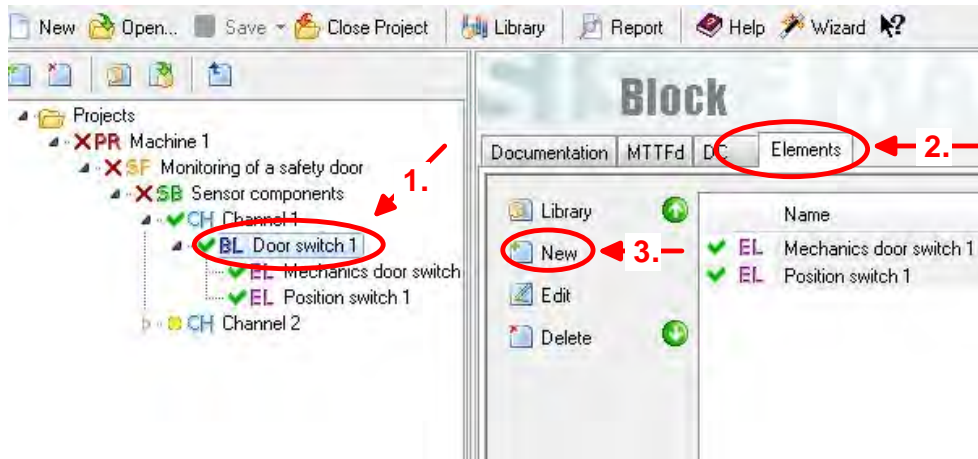 New Open... Save Close Project Library Report Help Wizard
Block
Projects
PR Machine 1
SF Monitoring of a safety door
SB Sensor components
CH Channel 1
BL Door switch 1
EL Mechanics door switch
EL Position switch 1
CH Channel 2
1.
Documentation MTTFd DC Elements
2.
Library
New
3.
Edit
Delete
Name
EL Mechanics door switch 1
EL Position switch 1